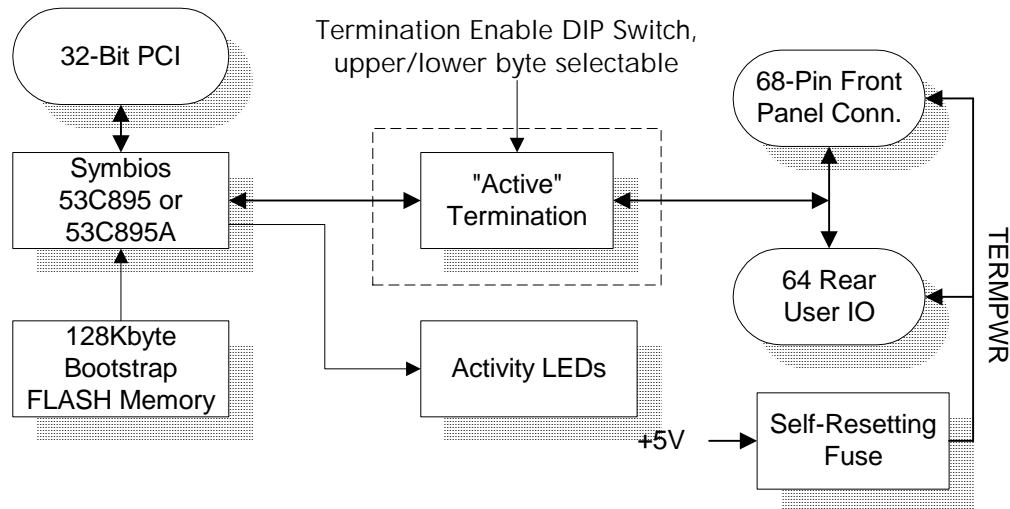 32-Bit PCI
Termination Enable DIP Switch,
upper/lower byte selectable
68-Pin Front
Panel Conn.
Symbios
53C895 or
53C895A
"Active"
Termination
64 Rear
User IO
TERMPWR
128Kbyte
Bootstrap
FLASH Memory
Activity LEDs
+5V
Self-Resetting
Fuse